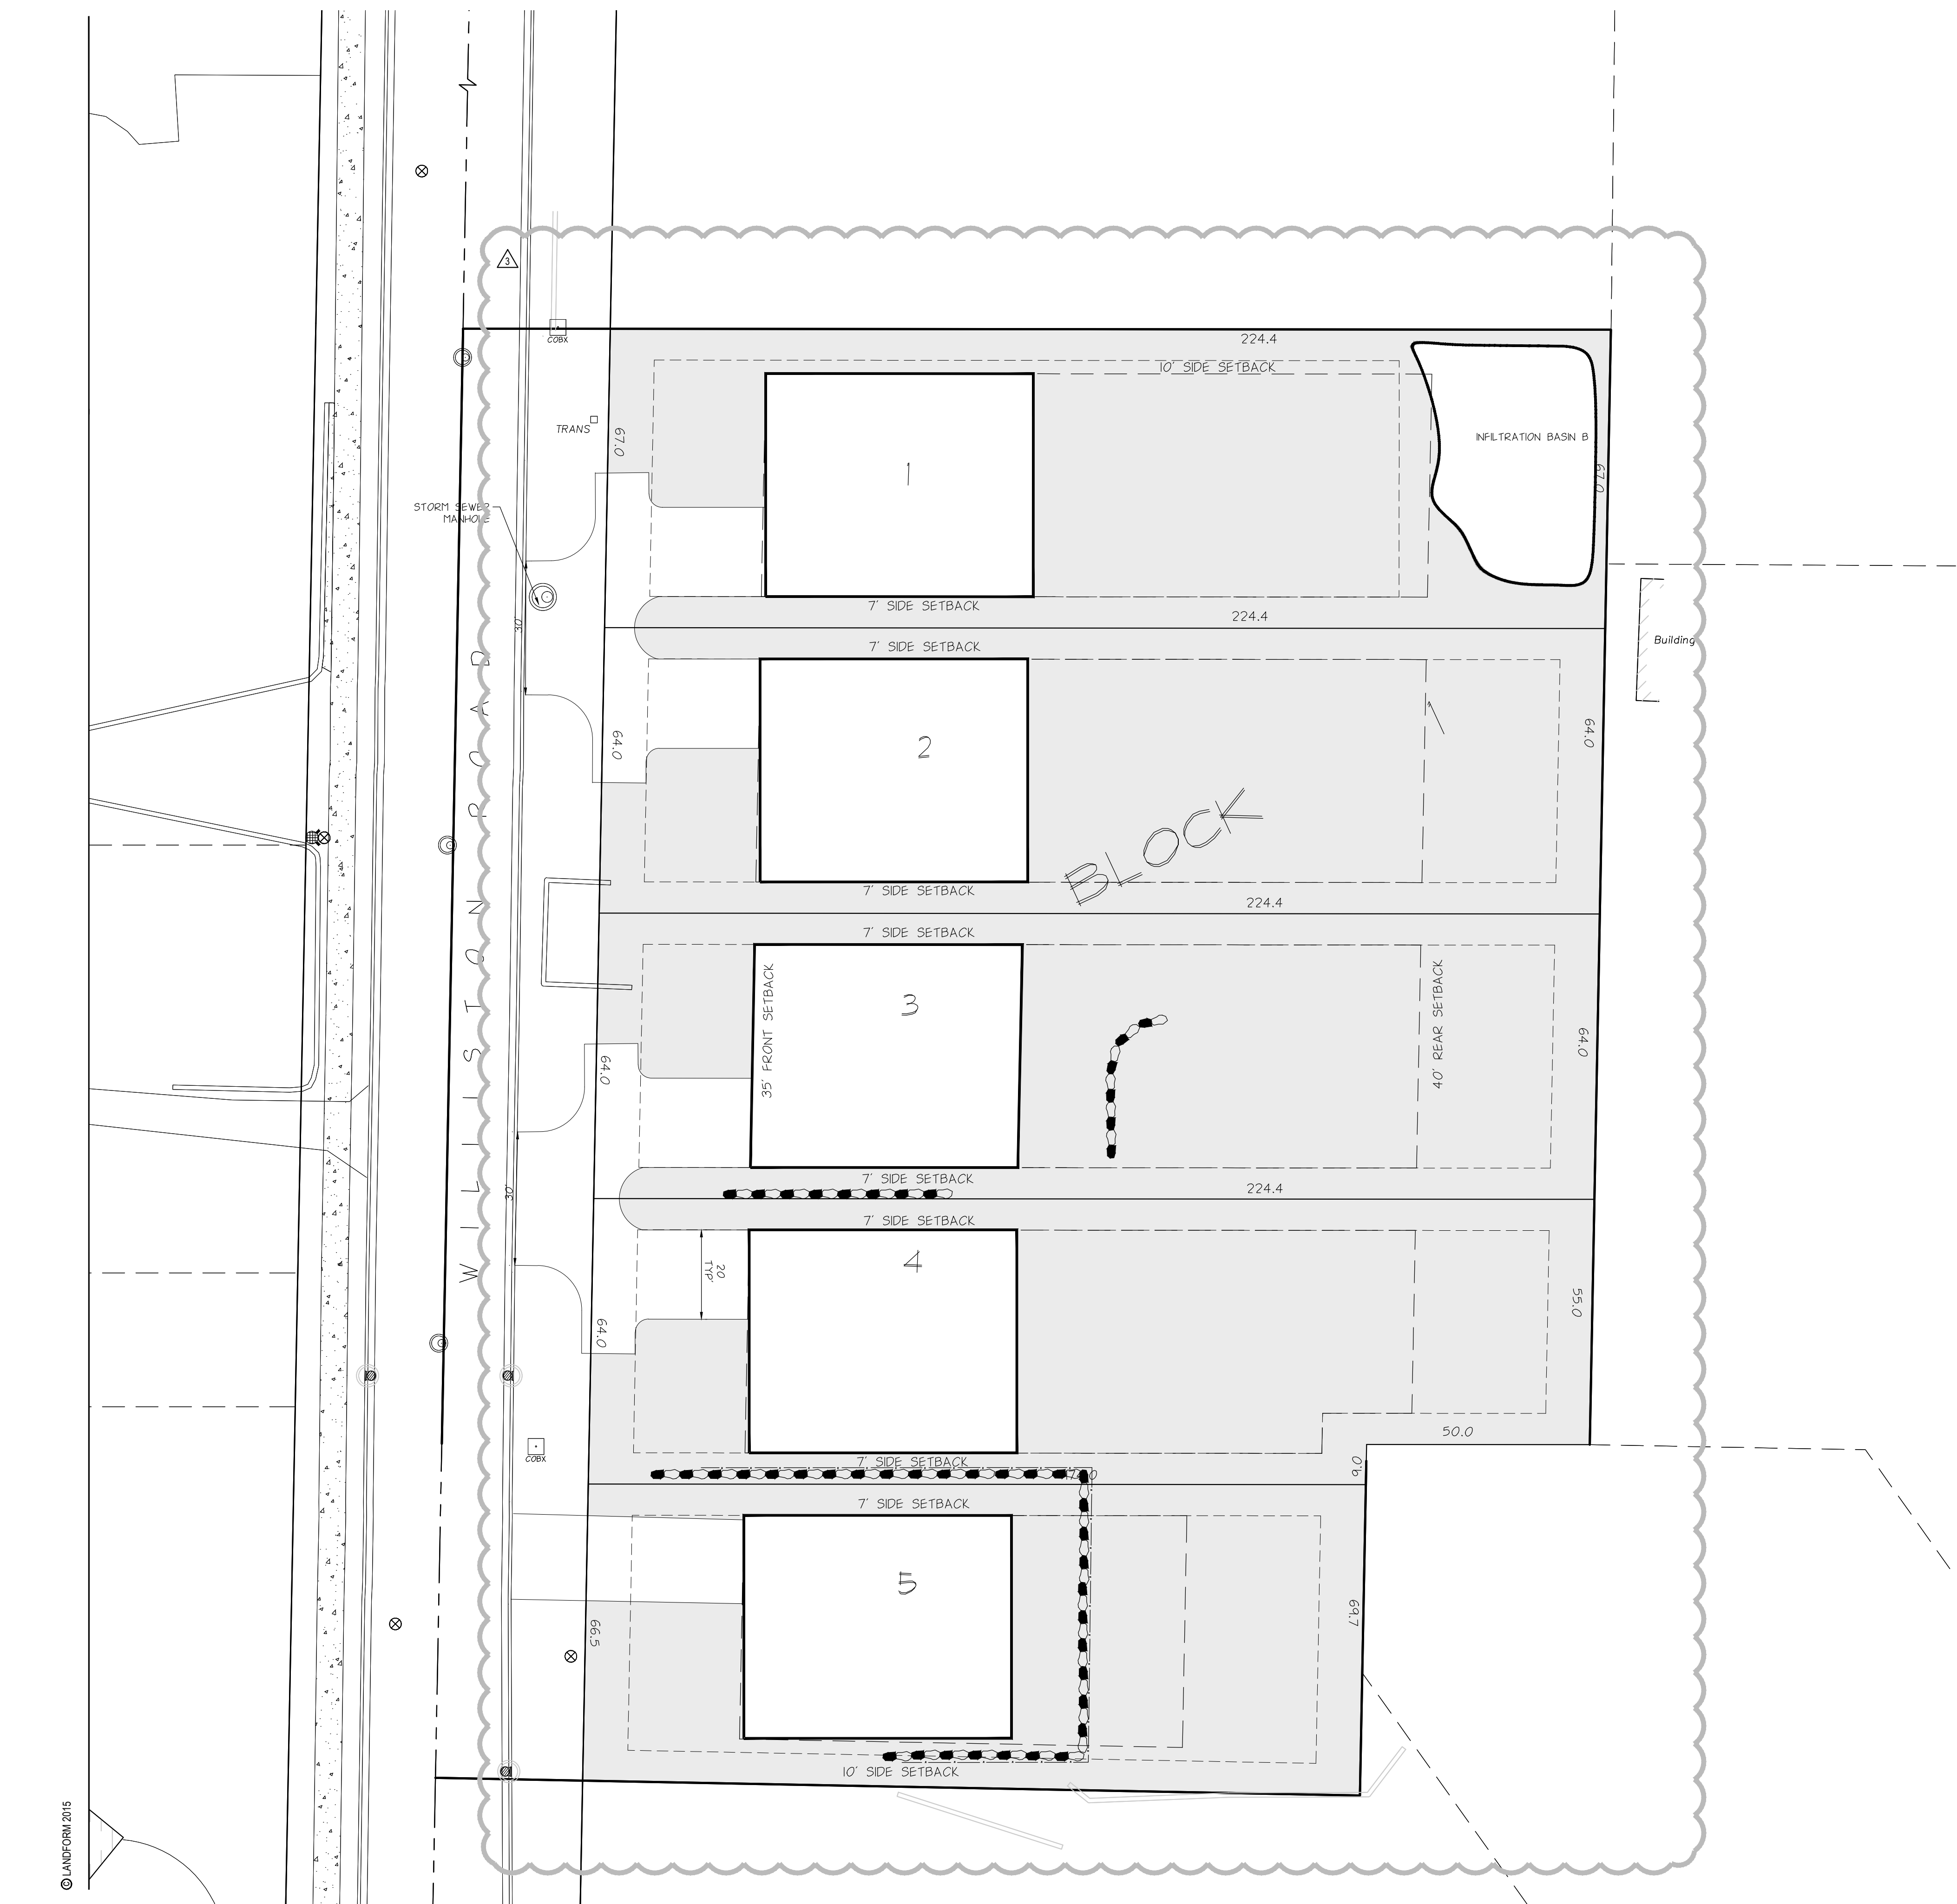 3
224.4
COBX
10' SIDE SETBACK
TRANS
67.0
INFILTRATION BASIN B
67.0
1
STORM SEWER
MANHOLE
30'
7' SIDE SETBACK
224.4
Building
7' SIDE SETBACK
64.0
2
64.0
1
BLOCK
7' SIDE SETBACK
224.4
WILLISTON ROAD
7' SIDE SETBACK
35' FRONT SETBACK
3
40' REAR SETBACK
64.0
64.0
7' SIDE SETBACK
30'
224.4
7' SIDE SETBACK
4
20
TYP.
64.0
55.0
50.0
COBX
7' SIDE SETBACK
9.0
7' SIDE SETBACK
5
66.5
69.7
10' SIDE SETBACK
© LANDFORM 2015